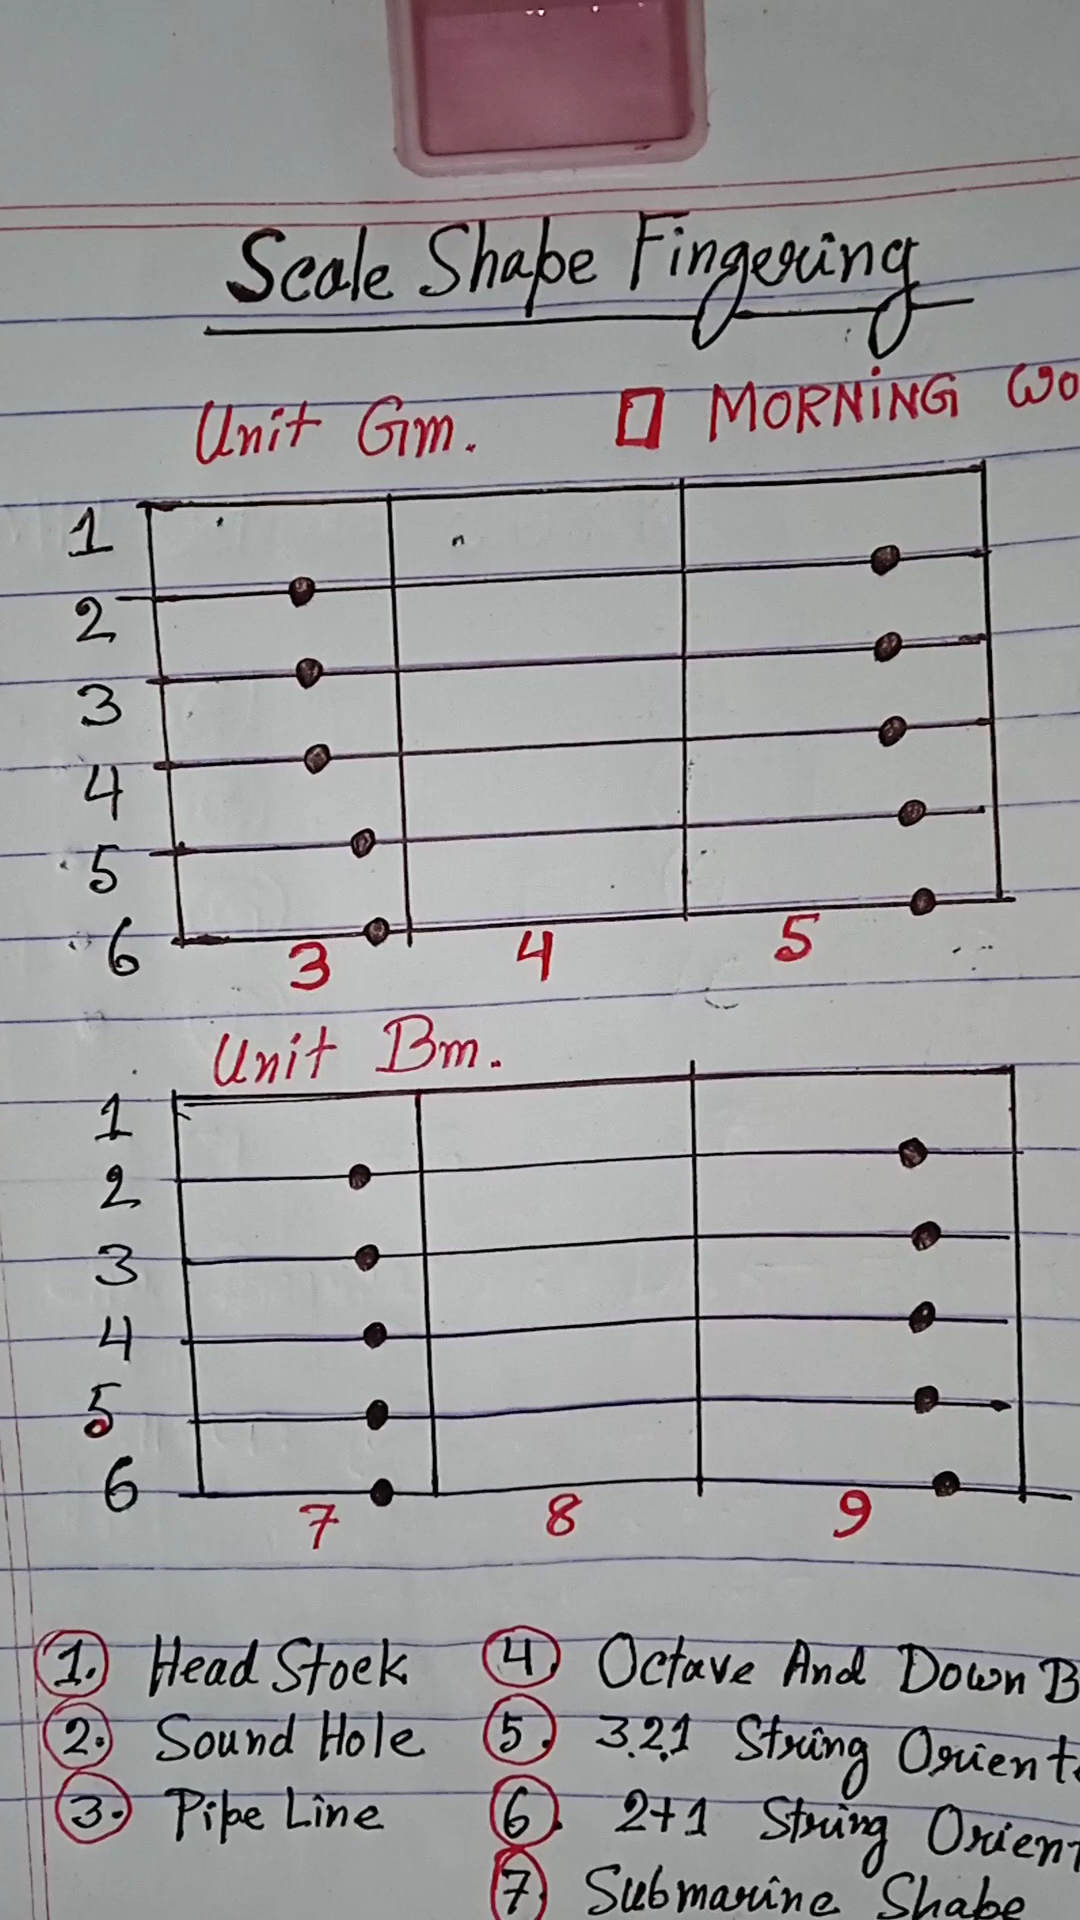 Scale Shape Fingering
Unit Gm. MORNING
1
2
3
4
5
6
3 4 5
Unit Bm.
1
2
3
4
5
6
7 8 9
1. Head Stock
2. Sound Hole
3. Pipe Line
4. Octave And Down B
5. 3.2.1 String
6. 2+1 String
7. Submarine Shape